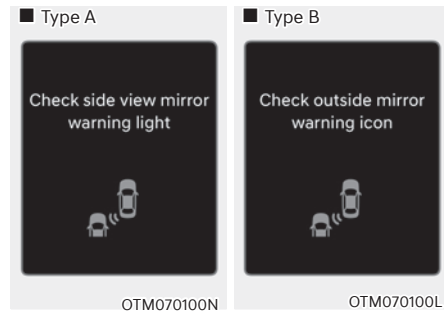 ■ Type A
Check side view mirror
warning light
OTM070100N
■ Type B
Check outside mirror
warning icon
OTM070100L